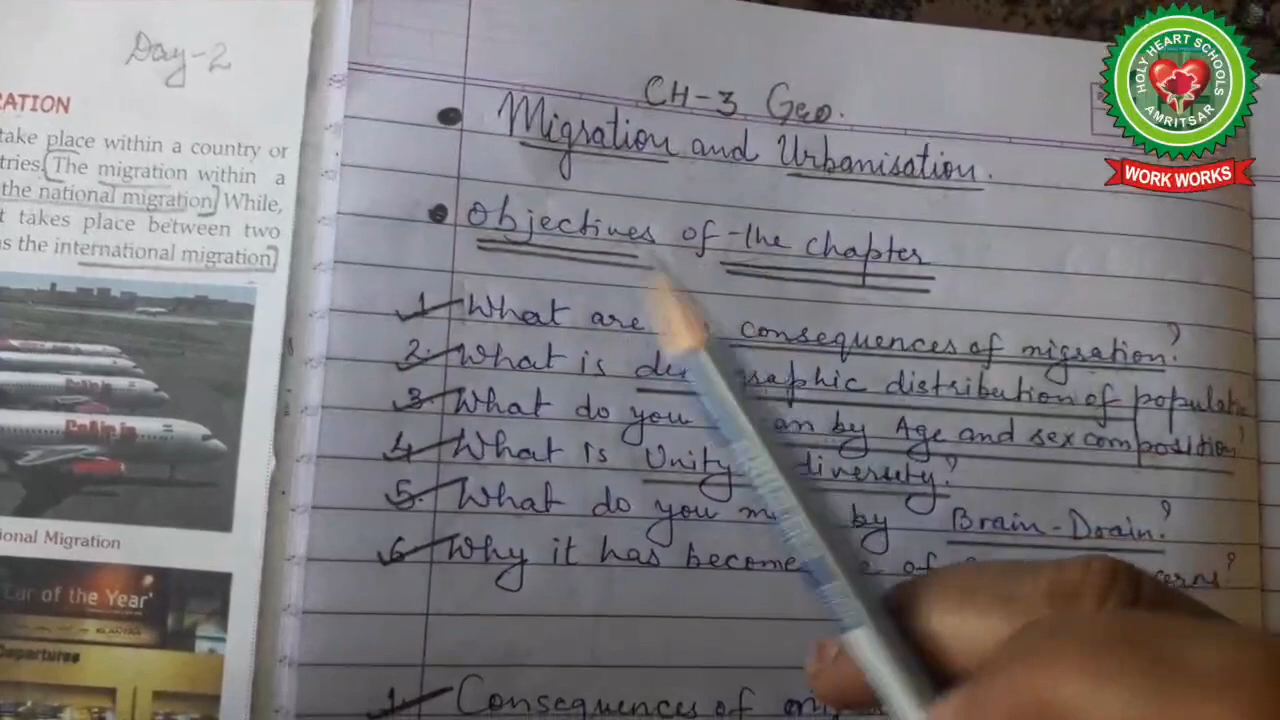 Day-2
RATION
take place within a country or
tries. The migration within a
the national migration. While,
t takes place between two
as the international migration
ional Migration
Car of the Year'
Departures
CH-3 Geo.
Migration and Urbanisation.
Objectives of the chapter
1. What are consequences of migration?
2. What is distribution of populatio
3. What do you by Age and sex composition?
4. What is Unity diversity?
5. What do you by Brain-Drain?
6. Why it has become of
1. Consequences of
HOLY HEART SCHOOLS
AMRITSAR
WORK WORKS